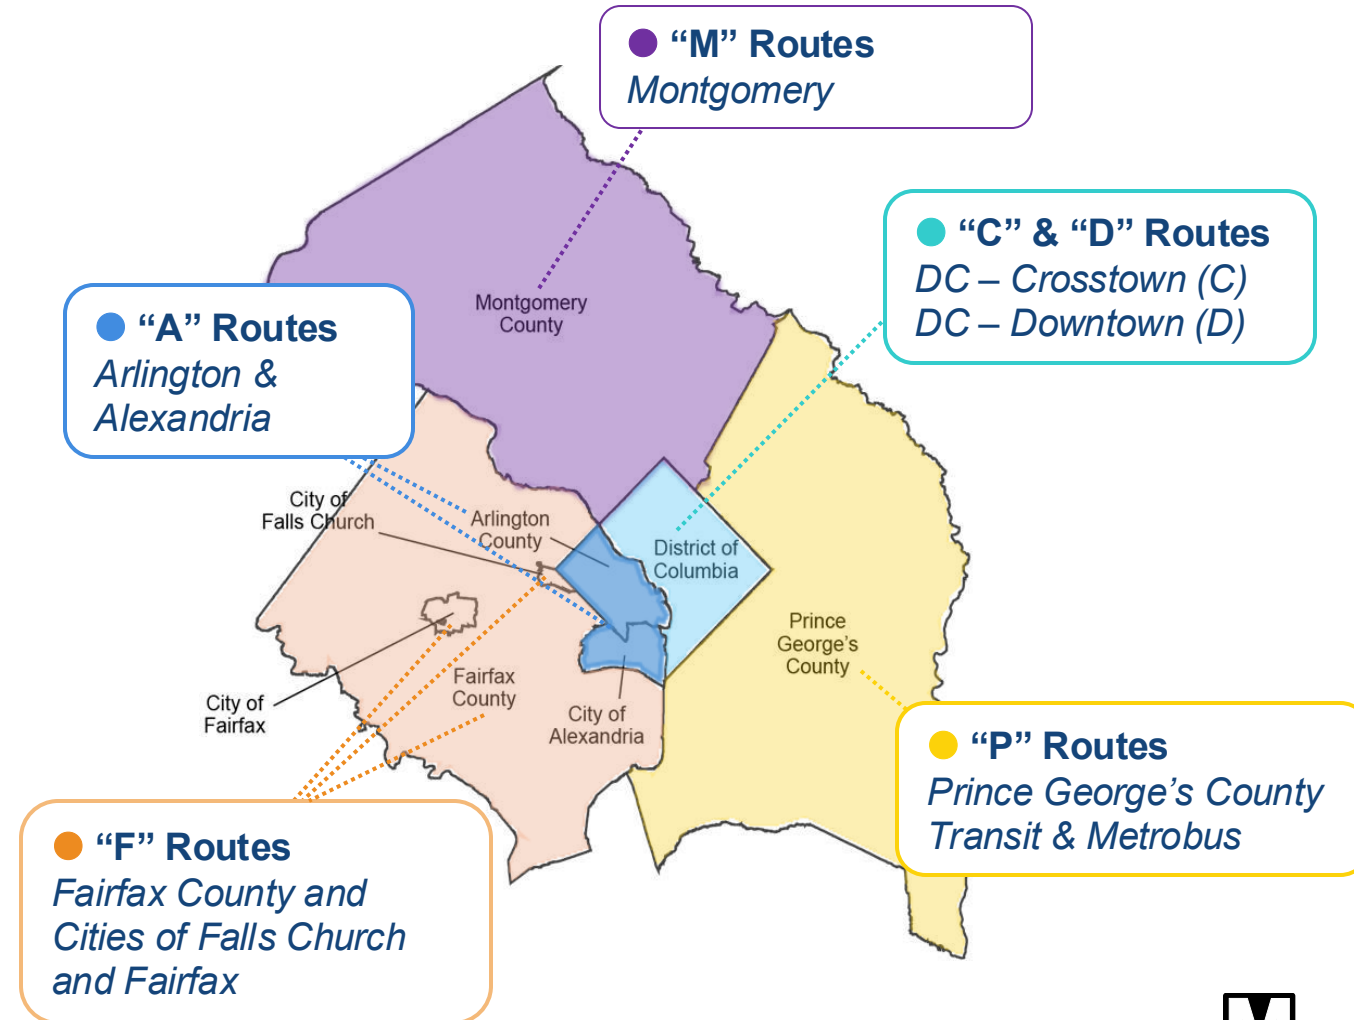 “M” Routes
Montgomery
“C” & “D” Routes
DC – Crosstown (C)
DC – Downtown (D)
Montgomery
County
“A” Routes
Arlington &
Alexandria
City of
Falls Church
Arlington
County
District of
Columbia
Prince
George’s
County
Fairfax
County
City of
Fairfax
City of
Alexandria
“P” Routes
Prince George’s County
Transit & Metrobus
“F” Routes
Fairfax County and
Cities of Falls Church
and Fairfax